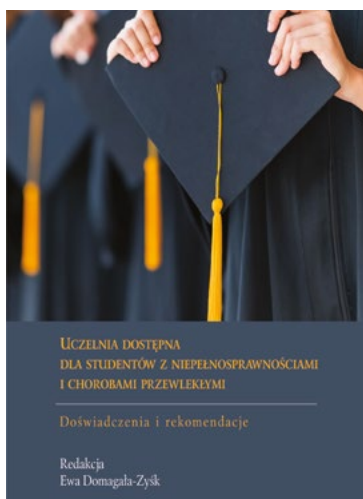 UCZELNIA DOSTĘPNA
DLA STUDENTÓW Z NIEPEŁNOSPRAWNOŚCIAMI
I CHOROBAMI PRZEWLEKŁYMI
Doświadczenia i rekomendacje
Redakcja
Ewa Domagała-Zyśk